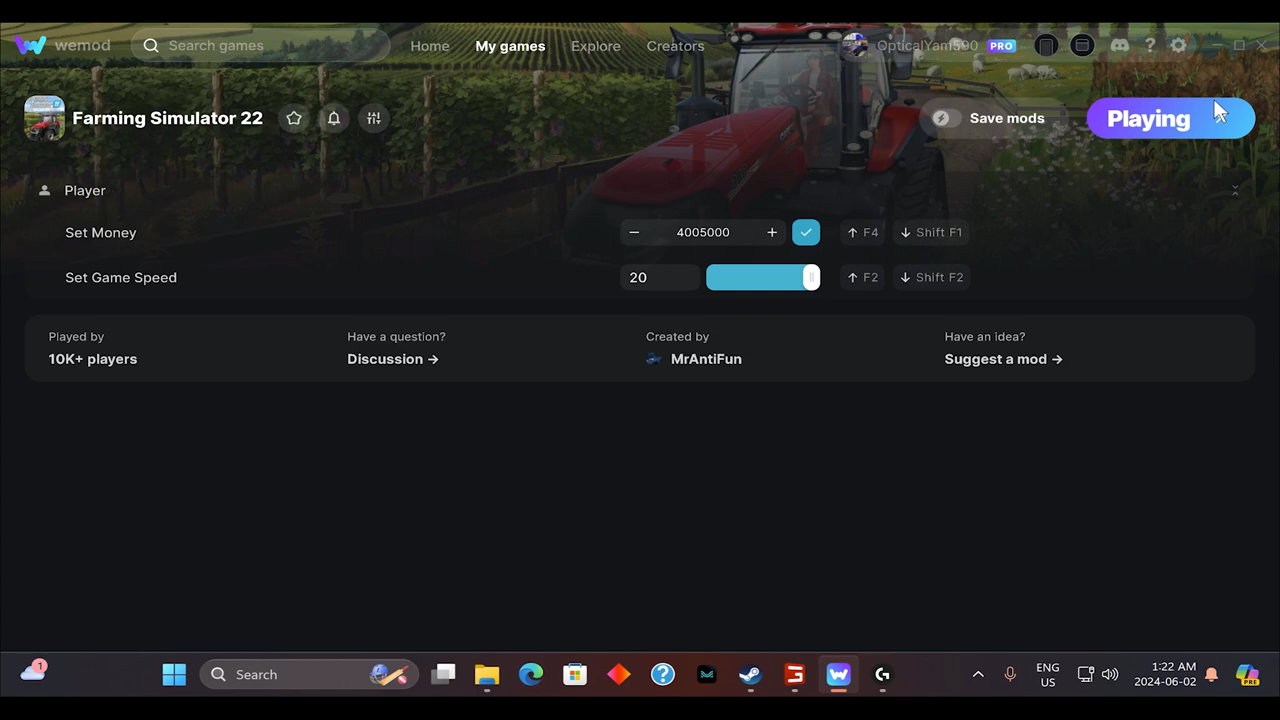 wemod
Search games
Home
My games
Explore
Creators
OpticalYam590
PRO
Farming Simulator 22
Save mods
Playing
Player
Set Money
4005000
F4
Shift F1
Set Game Speed
20
F2
Shift F2
Played by
10K+ players
Have a question?
Discussion →
Created by
MrAntiFun
Have an idea?
Suggest a mod →
1
Search
ENG
US
1:22 AM
2024-06-02
PRE